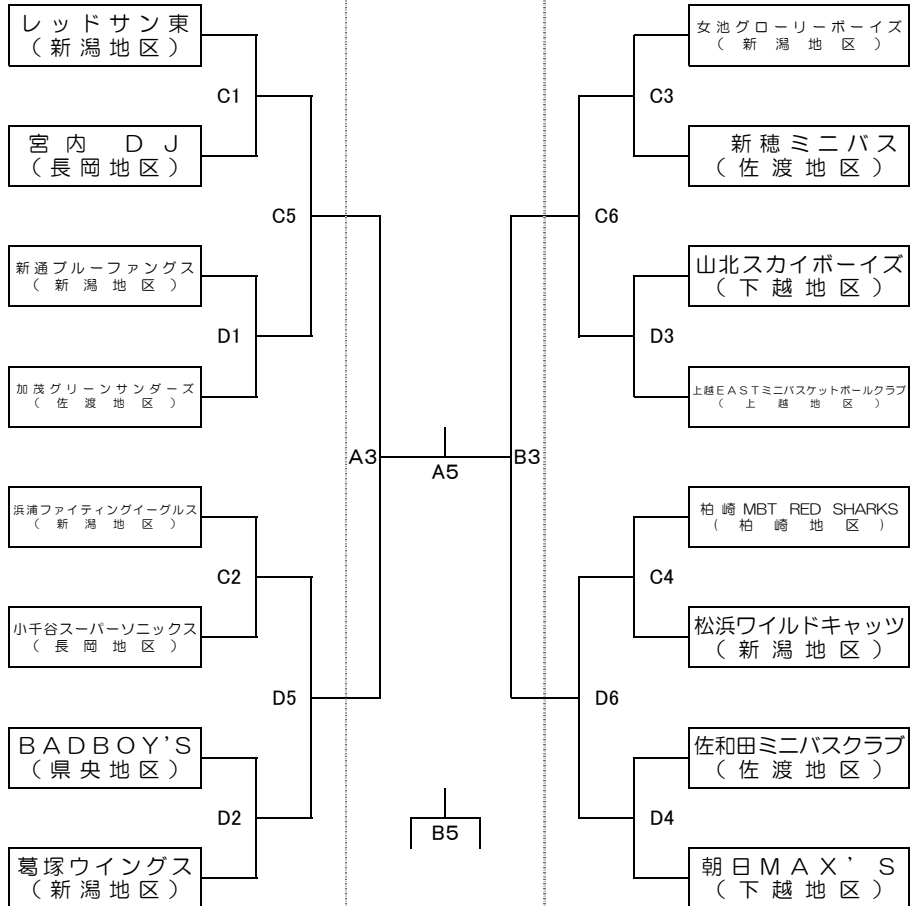 レッドサン東
（新潟地区）
C1
宮内　ＤＪ
（長岡地区）
C5
新通ブルーファングス
（新潟地区）
D1
加茂グリーンサンダーズ
（佐渡地区）
A3
浜浦ファイティングイーグルス
（新潟地区）
C2
小千谷スーパーソニックス
（長岡地区）
D5
ＢＡＤＢＯＹ’Ｓ
（県央地区）
D2
葛塚ウイングス
（新潟地区）
A5
B5
女池グローリーボーイズ
（新潟地区）
C3
新穂ミニバス
（佐渡地区）
C6
山北スカイボーイズ
（下越地区）
D3
上越ＥＡＳＴミニバスケットボールクラブ
（上越地区）
B3
柏崎MBT RED SHARKS
（柏崎地区）
C4
松浜ワイルドキャッツ
（新潟地区）
D6
佐和田ミニバスクラブ
（佐渡地区）
D4
朝日ＭＡＸ’Ｓ
（下越地区）